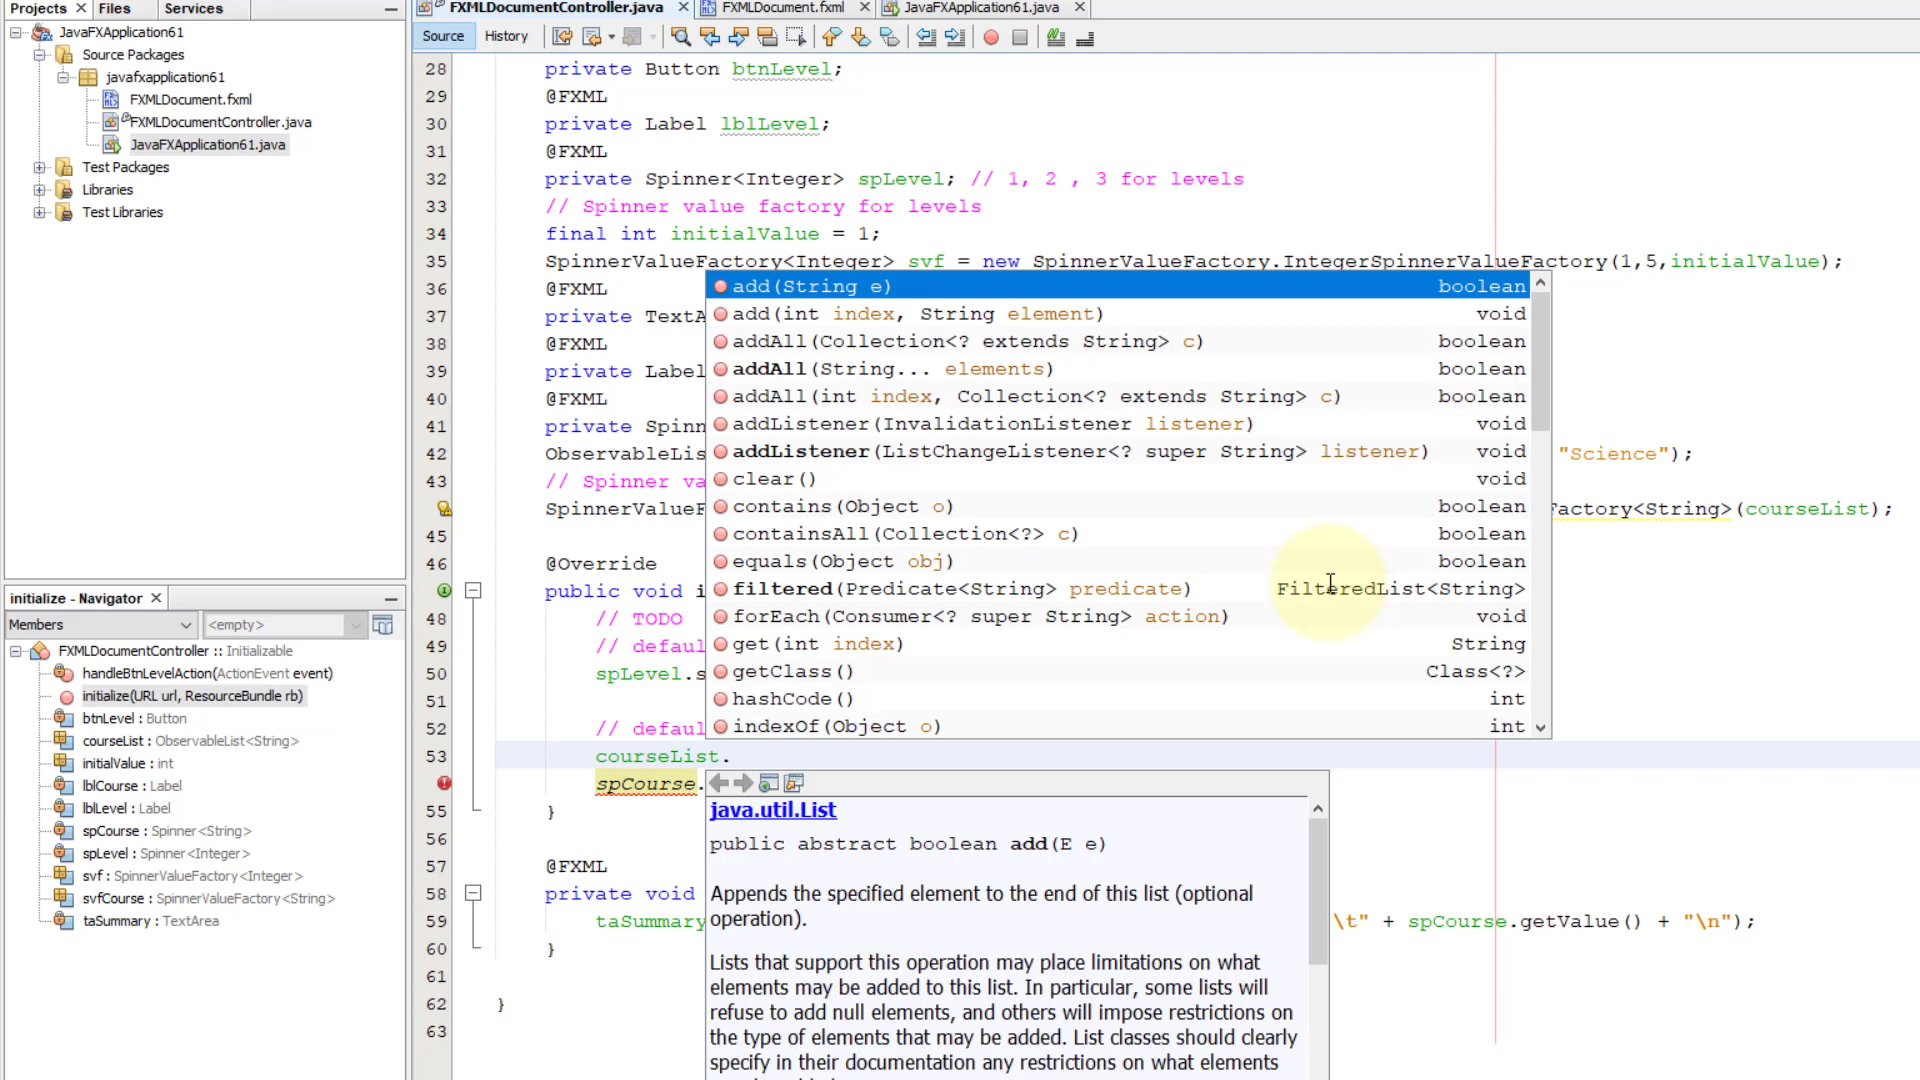 Projects
Files
Services
JavaFXApplication61
Source Packages
javafxapplication61
FXMLDocument.fxml
FXMLDocumentController.java
JavaFXApplication61.java
Test Packages
Libraries
Test Libraries
initialize - Navigator
Members
<empty>
FXMLDocumentController :: Initializable
handleBtnLevelAction(ActionEvent event)
initialize(URL url, ResourceBundle rb)
btnLevel : Button
courseList : ObservableList<String>
initialValue : int
lblCourse : Label
lblLevel : Label
spCourse : Spinner<String>
spLevel : Spinner<Integer>
svf : SpinnerValueFactory<Integer>
svfCourse : SpinnerValueFactory<String>
taSummary : TextArea
FXMLDocumentController.java
FXMLDocument.fxml
JavaFXApplication61.java
Source
History
28 private Button btnLevel;
29 @FXML
30 private Label lblLevel;
31 @FXML
32 private Spinner<Integer> spLevel; // 1, 2 , 3 for levels
33 // Spinner value factory for levels
34 final int initialValue = 1;
35 SpinnerValueFactory<Integer> svf = new SpinnerValueFactory.IntegerSpinnerValueFactory(1,5,initialValue);
36 @FXML
37 private TextA
38 @FXML
39 private Label
40 @FXML
41 private Spinn
42 ObservableLis "Science");
43 // Spinner va
SpinnerValueF Factory<String>(courseList);
45
46 @Override
public void i
48 // TODO
49 // defaul
50 spLevel.s
51
52 // defaul
53 courseList.
spCourse.
55 }
56
57 @FXML
58 private void
59 taSummary \t" + spCourse.getValue() + "\n");
60 }
61
62 }
63
add(String e) boolean
add(int index, String element) void
addAll(Collection<? extends String> c) boolean
addAll(String... elements) boolean
addAll(int index, Collection<? extends String> c) boolean
addListener(InvalidationListener listener) void
addListener(ListChangeListener<? super String> listener) void
clear() void
contains(Object o) boolean
containsAll(Collection<?> c) boolean
equals(Object obj) boolean
filtered(Predicate<String> predicate) FilteredList<String>
forEach(Consumer<? super String> action) void
get(int index) String
getClass() Class<?>
hashCode() int
indexOf(Object o) int
java.util.List
public abstract boolean add(E e)
Appends the specified element to the end of this list (optional
operation).
Lists that support this operation may place limitations on what
elements may be added to this list. In particular, some lists will
refuse to add null elements, and others will impose restrictions on
the type of elements that may be added. List classes should clearly
specify in their documentation any restrictions on what elements